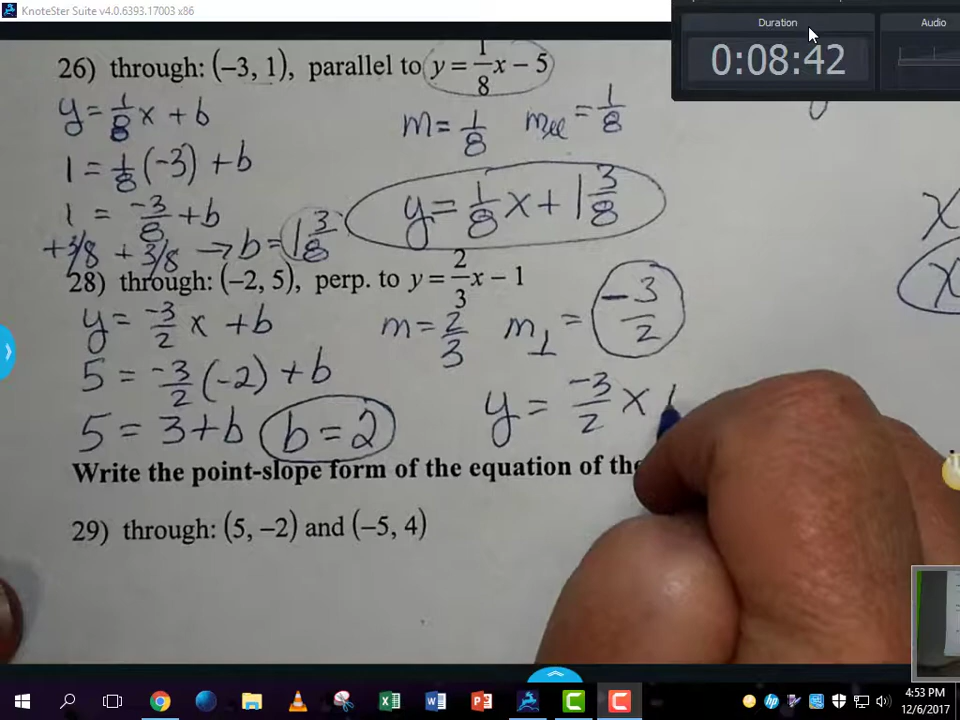 KnoteSter Suite v4.0.6393.17003 x86
Duration
Audio
0:08:42
26) through: (−3, 1), parallel to y = 1/8 x − 5
y = 1/8 x + b
m = 1/8
m∥ = 1/8
1 = 1/8 (-3) + b
y = 1/8 x + 1 3/8
1 = -3/8 + b
+3/8 + 3/8 → b = 1 3/8
28) through: (−2, 5), perp. to y = 2/3 x − 1
y = -3/2 x + b
m = 2/3
m⊥ = -3/2
5 = -3/2 (-2) + b
5 = 3 + b
b = 2
y = -3/2 x
Write the point-slope form of the equation of the
29) through: (5, −2) and (−5, 4)
x
x
4:53 PM
12/6/2017